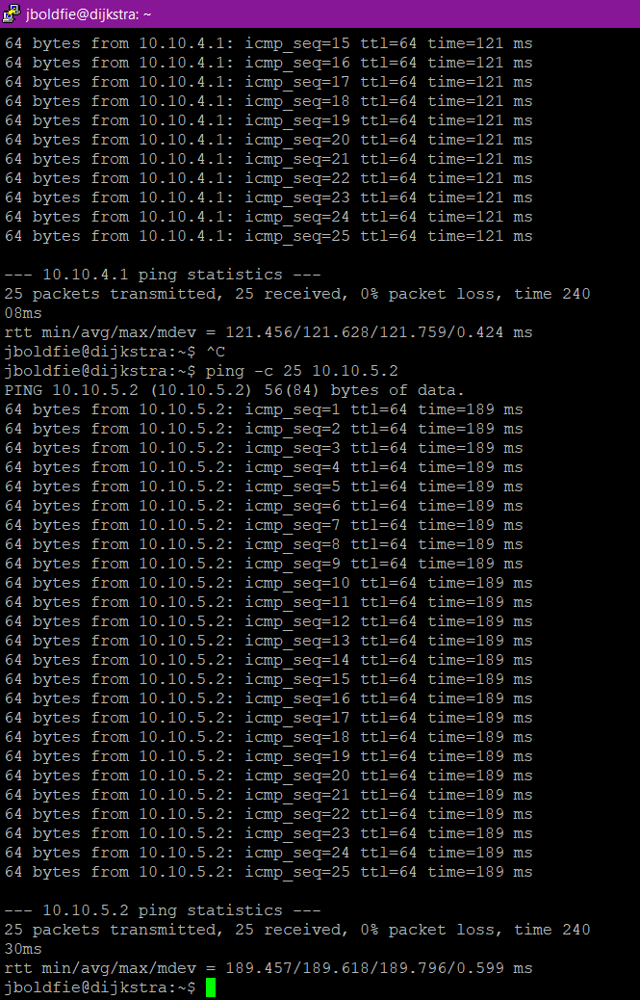 jboldfie@dijkstra: ~
64 bytes from 10.10.4.1: icmp_seq=15 ttl=64 time=121 ms
64 bytes from 10.10.4.1: icmp_seq=16 ttl=64 time=121 ms
64 bytes from 10.10.4.1: icmp_seq=17 ttl=64 time=121 ms
64 bytes from 10.10.4.1: icmp_seq=18 ttl=64 time=121 ms
64 bytes from 10.10.4.1: icmp_seq=19 ttl=64 time=121 ms
64 bytes from 10.10.4.1: icmp_seq=20 ttl=64 time=121 ms
64 bytes from 10.10.4.1: icmp_seq=21 ttl=64 time=121 ms
64 bytes from 10.10.4.1: icmp_seq=22 ttl=64 time=121 ms
64 bytes from 10.10.4.1: icmp_seq=23 ttl=64 time=121 ms
64 bytes from 10.10.4.1: icmp_seq=24 ttl=64 time=121 ms
64 bytes from 10.10.4.1: icmp_seq=25 ttl=64 time=121 ms
--- 10.10.4.1 ping statistics ---
25 packets transmitted, 25 received, 0% packet loss, time 240
08ms
rtt min/avg/max/mdev = 121.456/121.628/121.759/0.424 ms
jboldfie@dijkstra:~$ ^C
jboldfie@dijkstra:~$ ping -c 25 10.10.5.2
PING 10.10.5.2 (10.10.5.2) 56(84) bytes of data.
64 bytes from 10.10.5.2: icmp_seq=1 ttl=64 time=189 ms
64 bytes from 10.10.5.2: icmp_seq=2 ttl=64 time=189 ms
64 bytes from 10.10.5.2: icmp_seq=3 ttl=64 time=189 ms
64 bytes from 10.10.5.2: icmp_seq=4 ttl=64 time=189 ms
64 bytes from 10.10.5.2: icmp_seq=5 ttl=64 time=189 ms
64 bytes from 10.10.5.2: icmp_seq=6 ttl=64 time=189 ms
64 bytes from 10.10.5.2: icmp_seq=7 ttl=64 time=189 ms
64 bytes from 10.10.5.2: icmp_seq=8 ttl=64 time=189 ms
64 bytes from 10.10.5.2: icmp_seq=9 ttl=64 time=189 ms
64 bytes from 10.10.5.2: icmp_seq=10 ttl=64 time=189 ms
64 bytes from 10.10.5.2: icmp_seq=11 ttl=64 time=189 ms
64 bytes from 10.10.5.2: icmp_seq=12 ttl=64 time=189 ms
64 bytes from 10.10.5.2: icmp_seq=13 ttl=64 time=189 ms
64 bytes from 10.10.5.2: icmp_seq=14 ttl=64 time=189 ms
64 bytes from 10.10.5.2: icmp_seq=15 ttl=64 time=189 ms
64 bytes from 10.10.5.2: icmp_seq=16 ttl=64 time=189 ms
64 bytes from 10.10.5.2: icmp_seq=17 ttl=64 time=189 ms
64 bytes from 10.10.5.2: icmp_seq=18 ttl=64 time=189 ms
64 bytes from 10.10.5.2: icmp_seq=19 ttl=64 time=189 ms
64 bytes from 10.10.5.2: icmp_seq=20 ttl=64 time=189 ms
64 bytes from 10.10.5.2: icmp_seq=21 ttl=64 time=189 ms
64 bytes from 10.10.5.2: icmp_seq=22 ttl=64 time=189 ms
64 bytes from 10.10.5.2: icmp_seq=23 ttl=64 time=189 ms
64 bytes from 10.10.5.2: icmp_seq=24 ttl=64 time=189 ms
64 bytes from 10.10.5.2: icmp_seq=25 ttl=64 time=189 ms
--- 10.10.5.2 ping statistics ---
25 packets transmitted, 25 received, 0% packet loss, time 240
30ms
rtt min/avg/max/mdev = 189.457/189.618/189.796/0.599 ms
jboldfie@dijkstra:~$